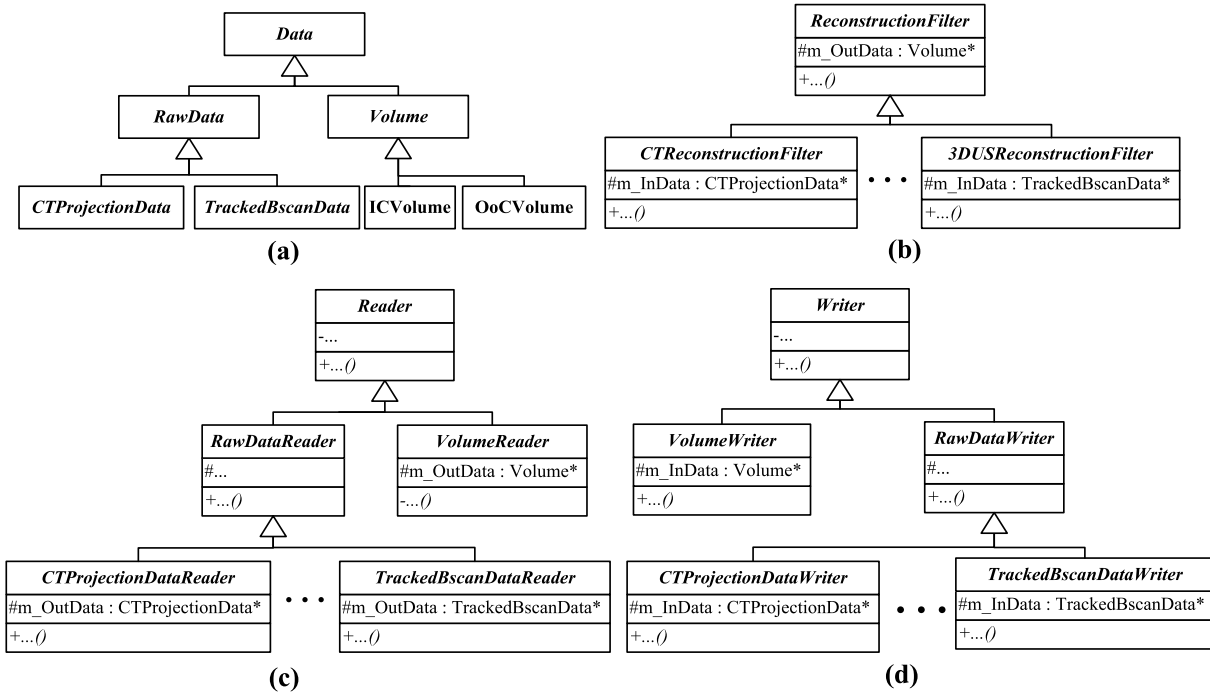 Data
RawData
Volume
CTProjectionData
TrackedBscanData
ICVolume
OoCVolume
(a)
ReconstructionFilter
#m_OutData : Volume*
+...()
CTReconstructionFilter
#m_InData : CTProjectionData*
+...()
• • •
3DUSReconstructionFilter
#m_InData : TrackedBscanData*
+...()
(b)
Reader
-...
+...()
RawDataReader
#...
+...()
VolumeReader
#m_OutData : Volume*
-...()
CTProjectionDataReader
#m_OutData : CTProjectionData*
+...()
• • •
TrackedBscanDataReader
#m_OutData : TrackedBscanData*
+...()
(c)
Writer
-...
+...()
VolumeWriter
#m_InData : Volume*
+...()
RawDataWriter
#...
+...()
CTProjectionDataWriter
#m_InData : CTProjectionData*
+...()
• • •
TrackedBscanDataWriter
#m_InData : TrackedBscanData*
+...()
(d)